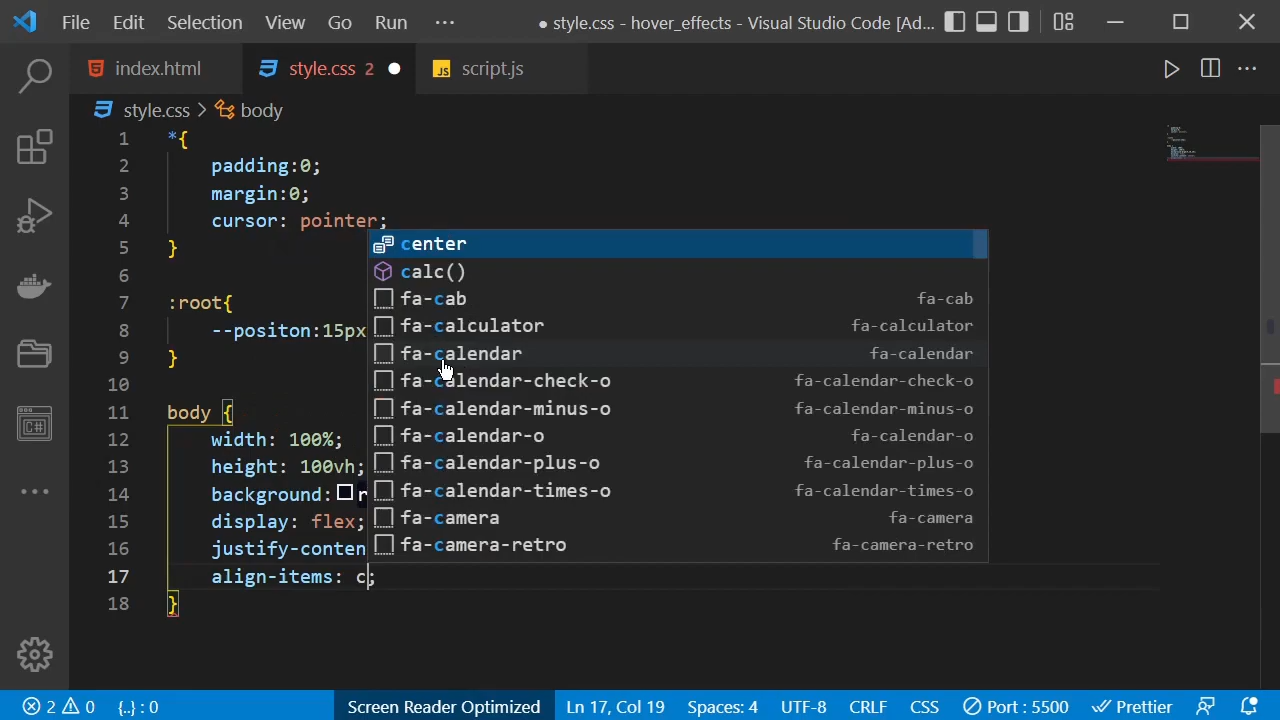 File Edit Selection View Go Run ··· ● style.css - hover_effects - Visual Studio Code [Ad...
index.html style.css 2 ● JS script.js
style.css > body
1 *{
2 padding:0;
3 margin:0;
4 cursor: pointer;
5 }
6
7 :root{
8 --positon:15px
9 }
10
11 body {
12 width: 100%;
13 height: 100vh;
14 background: r
15 display: flex;
16 justify-conten
17 align-items: c;
18 }
center
calc()
fa-cab fa-cab
fa-calculator fa-calculator
fa-calendar fa-calendar
fa-calendar-check-o fa-calendar-check-o
fa-calendar-minus-o fa-calendar-minus-o
fa-calendar-o fa-calendar-o
fa-calendar-plus-o fa-calendar-plus-o
fa-calendar-times-o fa-calendar-times-o
fa-camera fa-camera
fa-camera-retro fa-camera-retro
C#
2 0 {..} : 0 Screen Reader Optimized Ln 17, Col 19 Spaces: 4 UTF-8 CRLF CSS Port : 5500 Prettier